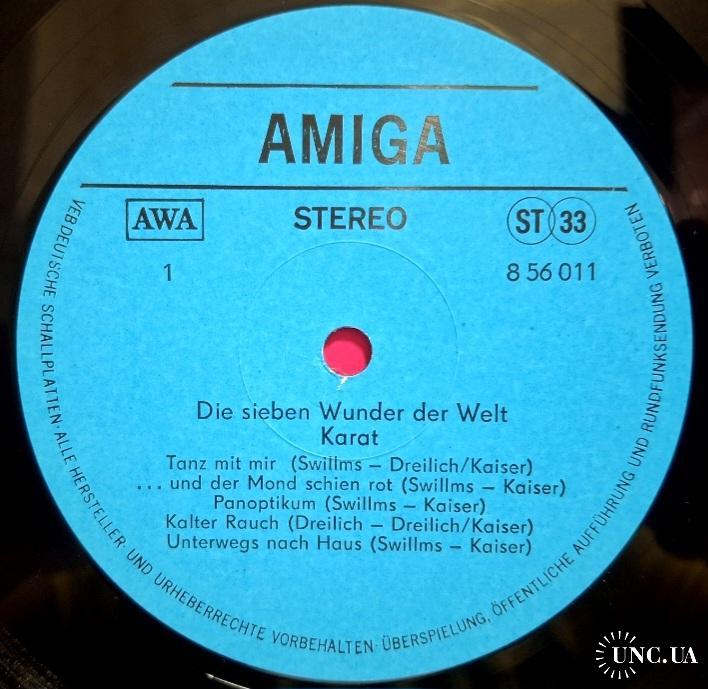 AMIGA
AWA STEREO ST 33
1 8 56 011
Die sieben Wunder der Welt
Karat
Tanz mit mir (Swillms – Dreilich/Kaiser)
... und der Mond schien rot (Swillms – Kaiser)
Panoptikum (Swillms – Kaiser)
Kalter Rauch (Dreilich – Dreilich/Kaiser)
Unterwegs nach Haus (Swillms – Kaiser)
VEB DEUTSCHE SCHALLPLATTEN · ALLE HERSTELLER- UND URHEBERRECHTE VORBEHALTEN · ÜBERSPIELUNG, ÖFFENTLICHE AUFFÜHRUNG UND RUNDFUNKSENDUNG VERBOTEN
UNC.UA